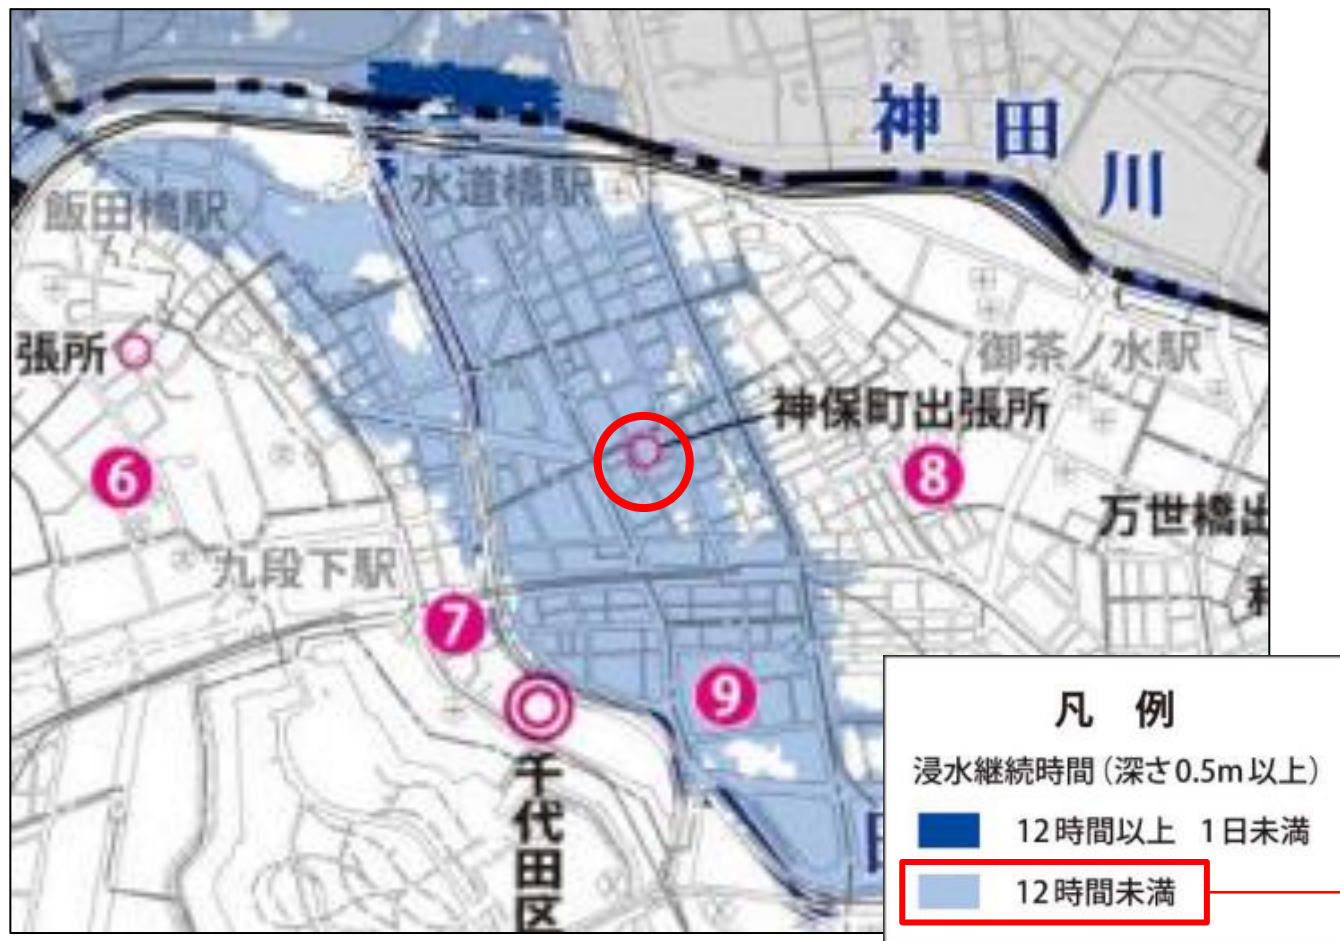 神田川
水道橋駅
飯田橋駅
御茶ノ水駅
張所
神保町出張所
6
8
万世橋出
九段下駅
7
9
千代田区
凡 例
浸水継続時間（深さ0.5m以上）
12時間以上 1日未満
12時間未満